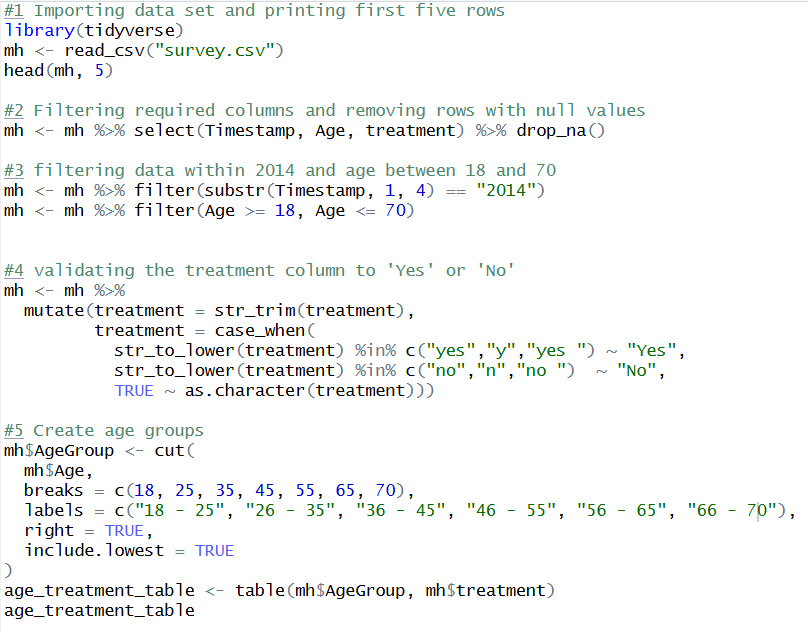 #1 Importing data set and printing first five rows
library(tidyverse)
mh <- read_csv("survey.csv")
head(mh, 5)

#2 Filtering required columns and removing rows with null values
mh <- mh %>% select(Timestamp, Age, treatment) %>% drop_na()

#3 filtering data within 2014 and age between 18 and 70
mh <- mh %>% filter(substr(Timestamp, 1, 4) == "2014")
mh <- mh %>% filter(Age >= 18, Age <= 70)


#4 validating the treatment column to 'Yes' or 'No'
mh <- mh %>%
  mutate(treatment = str_trim(treatment),
         treatment = case_when(
           str_to_lower(treatment) %in% c("yes","y","yes ") ~ "Yes",
           str_to_lower(treatment) %in% c("no","n","no ")  ~ "No",
           TRUE ~ as.character(treatment)))

#5 Create age groups
mh$AgeGroup <- cut(
  mh$Age,
  breaks = c(18, 25, 35, 45, 55, 65, 70),
  labels = c("18 - 25", "26 - 35", "36 - 45", "46 - 55", "56 - 65", "66 - 70"),
  right = TRUE,
  include.lowest = TRUE
)
age_treatment_table <- table(mh$AgeGroup, mh$treatment)
age_treatment_table